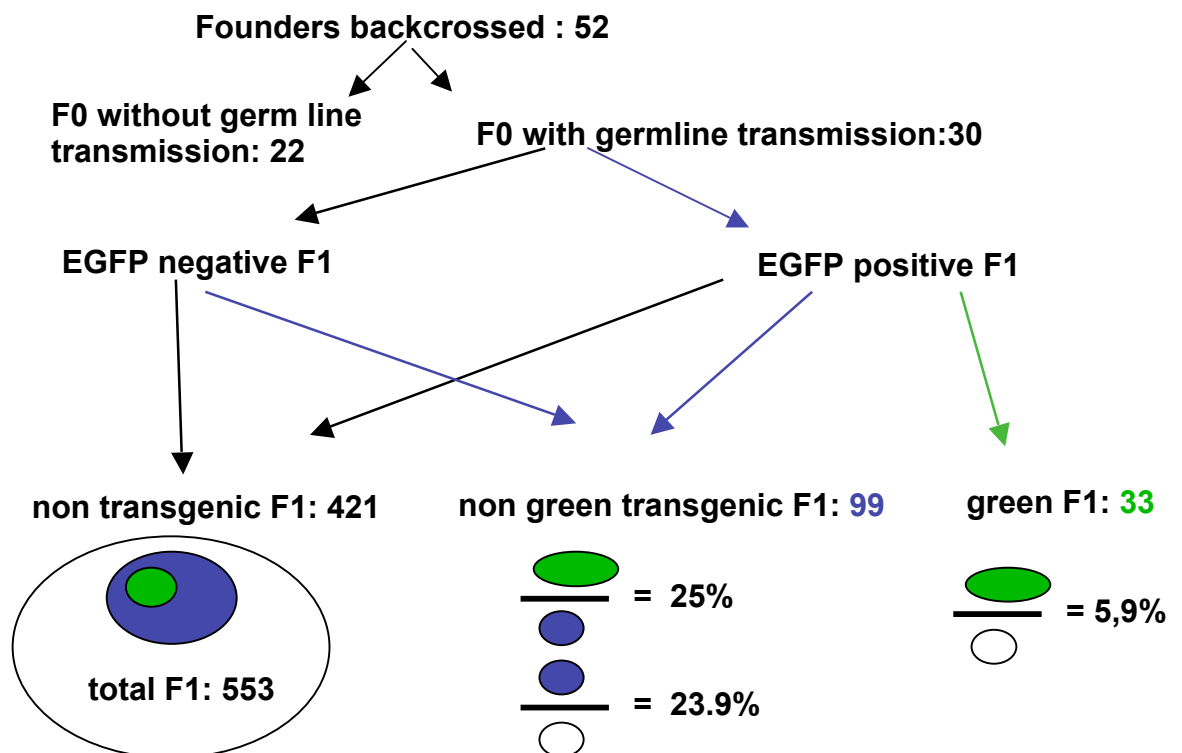 Founders backcrossed : 52
F0 without germ line
transmission: 22
F0 with germline transmission:30
EGFP negative F1
EGFP positive F1
non transgenic F1: 421
non green transgenic F1: 99
green F1: 33
= 25%
= 5,9%
total F1: 553
= 23.9%